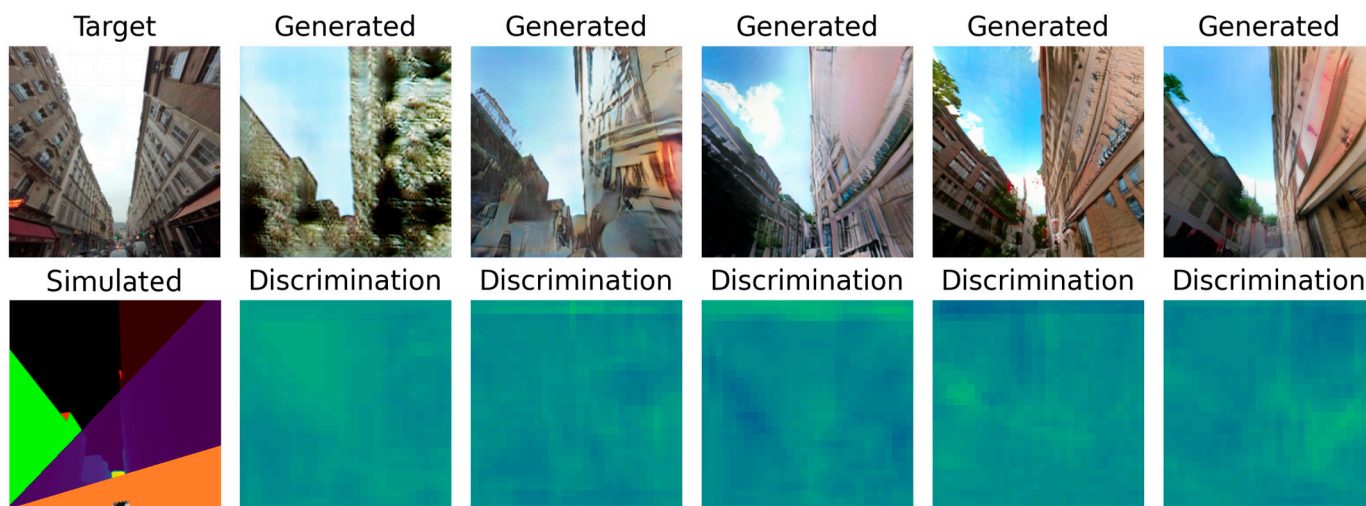 Target Generated Generated Generated Generated Generated
Simulated Discrimination Discrimination Discrimination Discrimination Discrimination